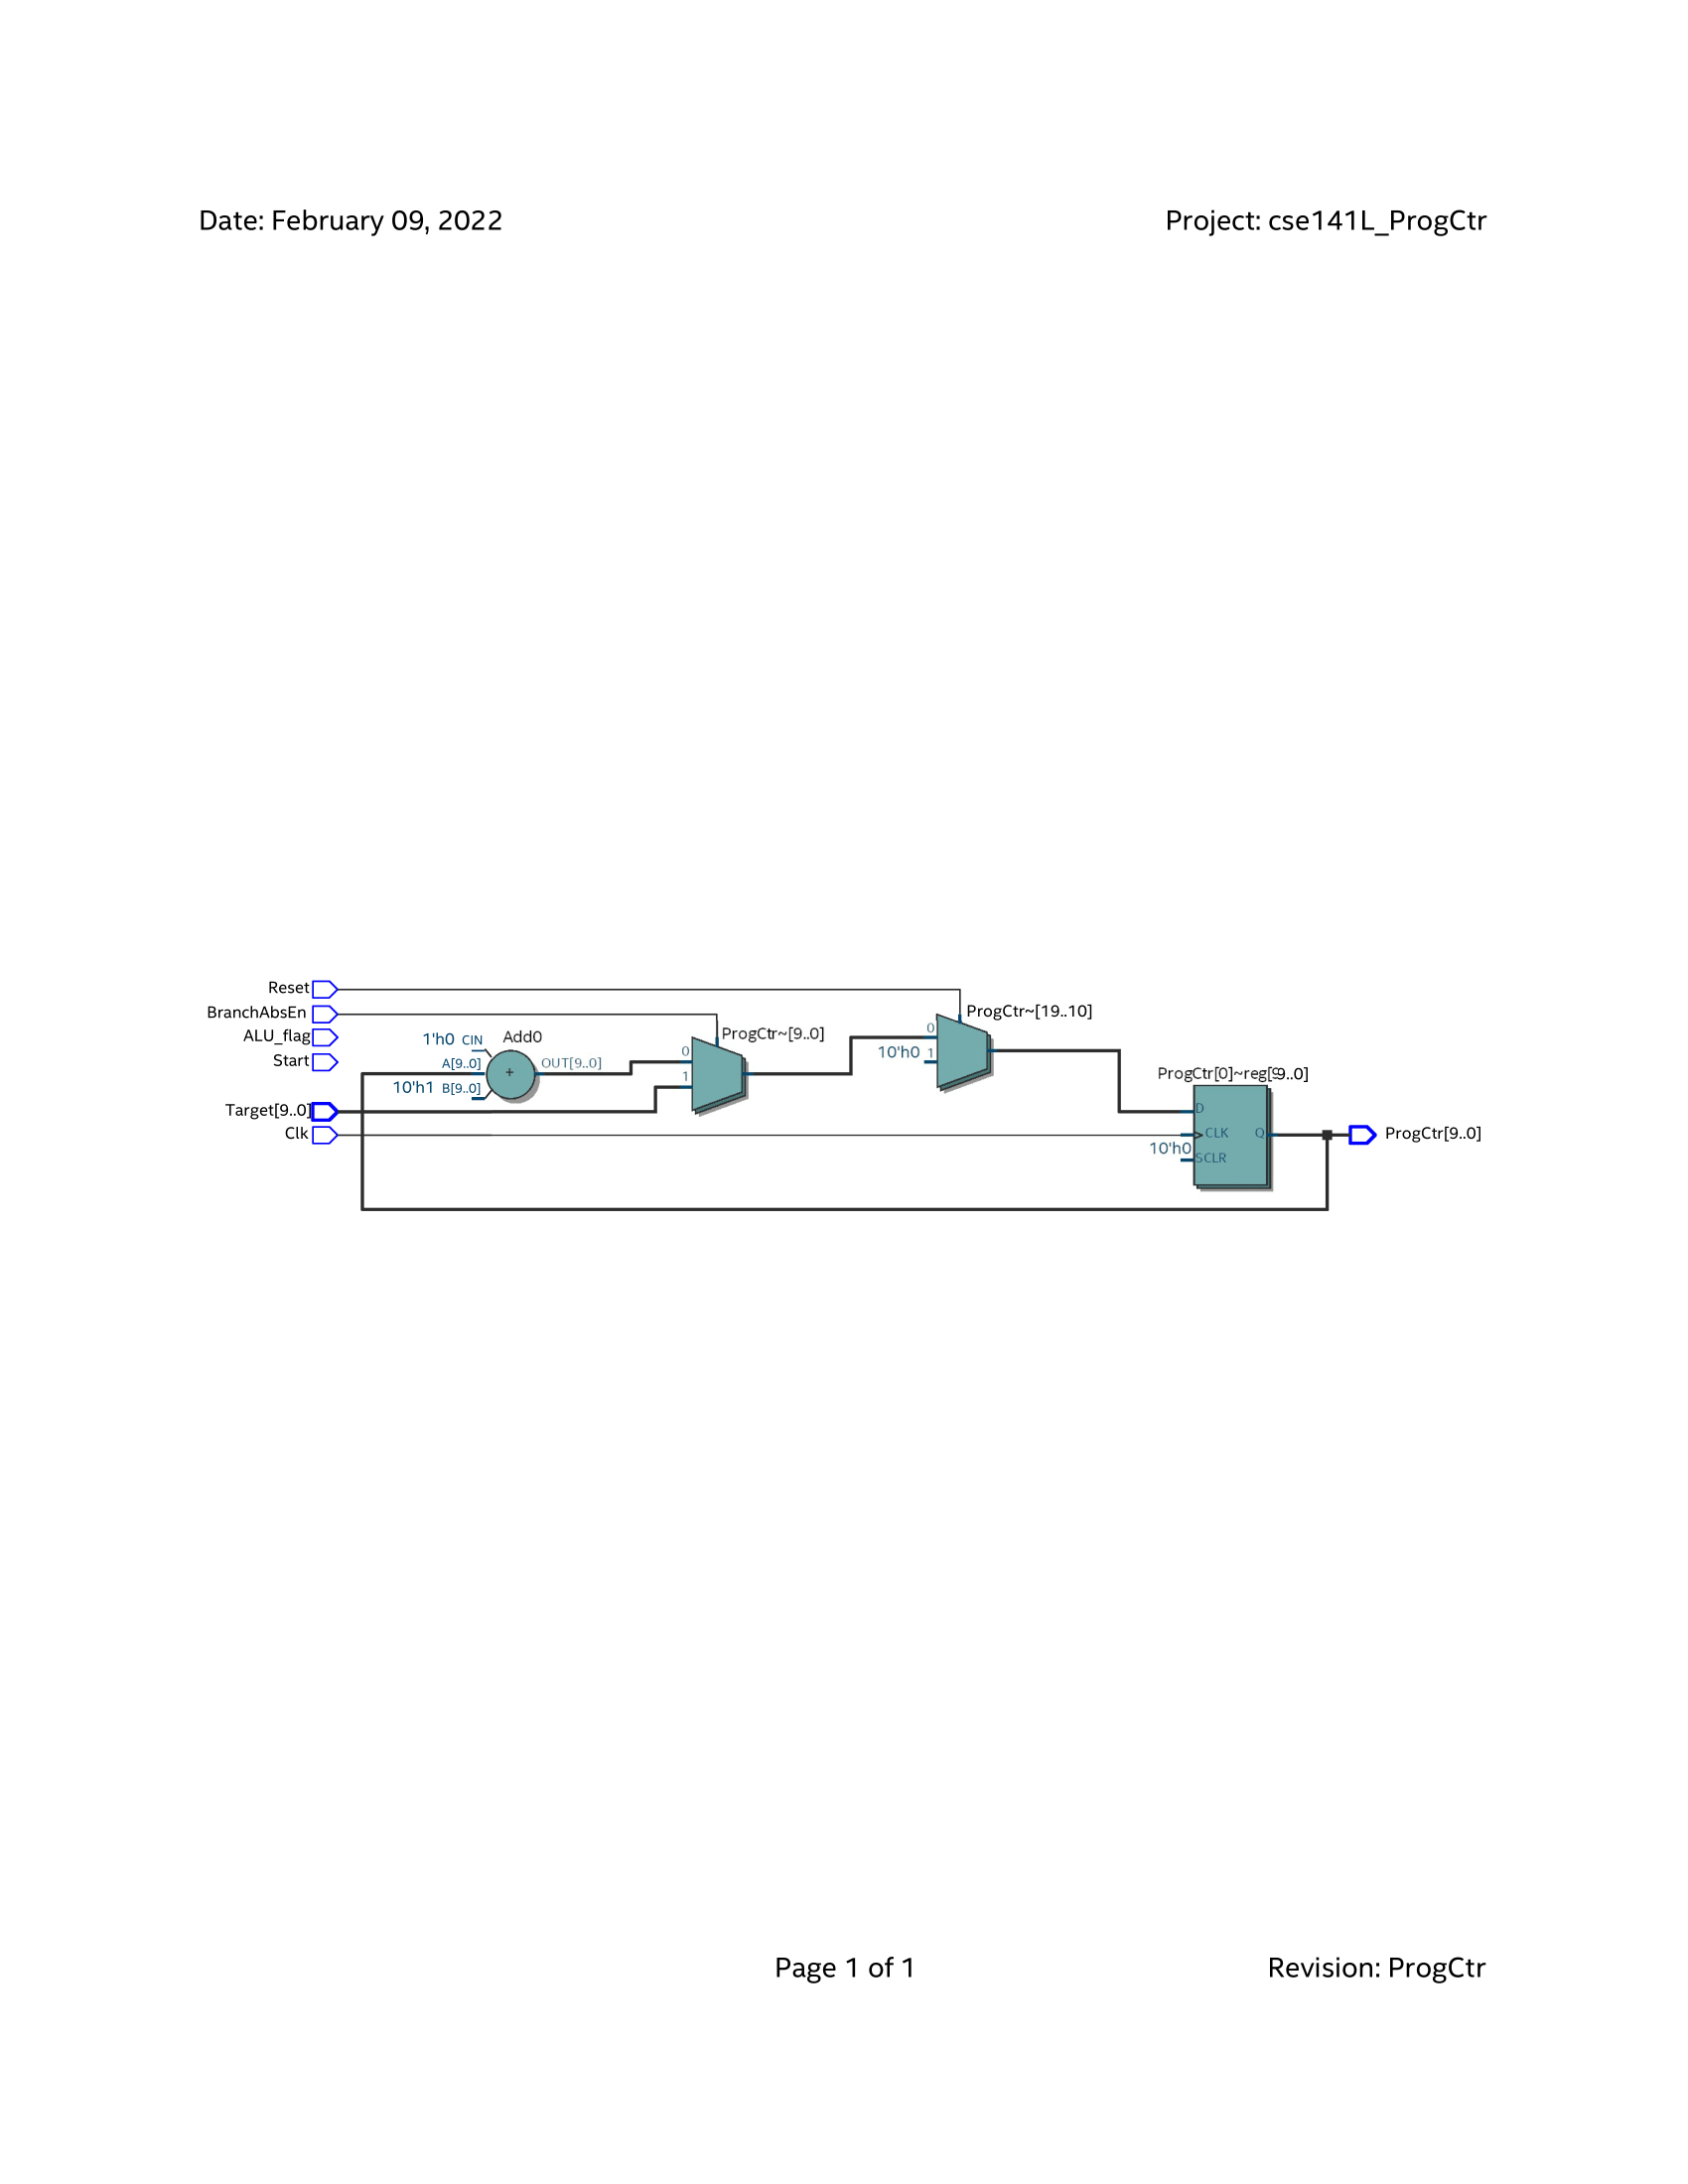 Date: February 09, 2022
Project: cse141L_ProgCtr
Reset
BranchAbsEn
ALU_flag
Start
Target[9..0]
Clk
1'h0 CIN
A[9..0]
10'h1 B[9..0]
Add0
+
OUT[9..0]
ProgCtr~[9..0]
0
1
ProgCtr~[19..10]
0
10'h0 1
ProgCtr[0]~reg[9..0]
D
CLK
Q
10'h0
SCLR
ProgCtr[9..0]
Page 1 of 1
Revision: ProgCtr